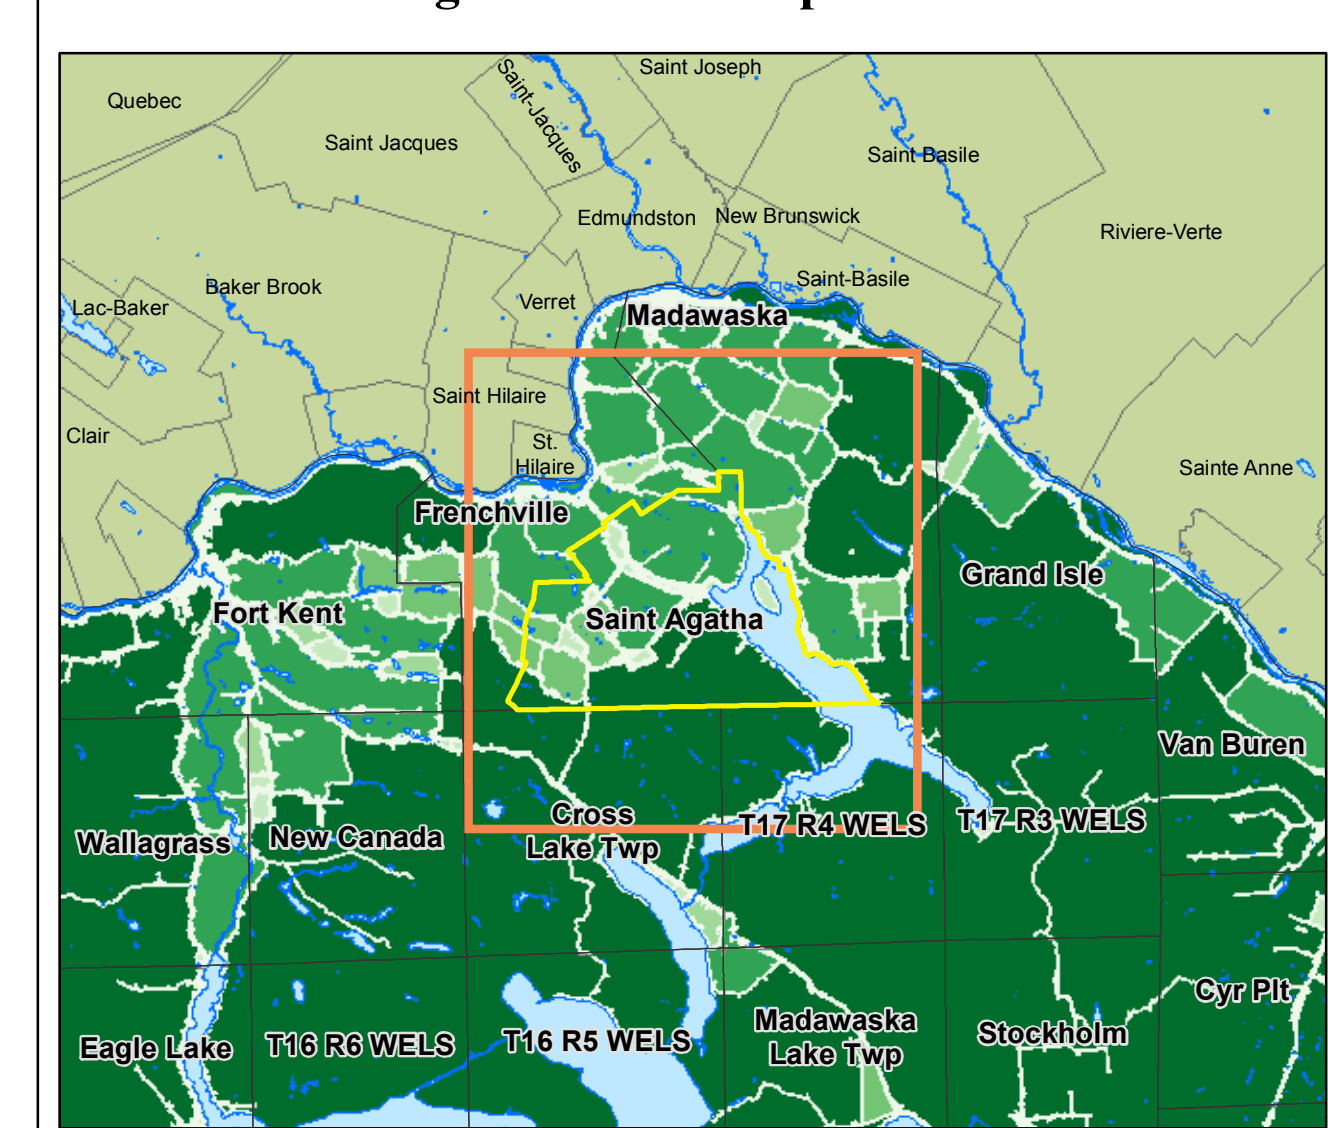 Saint Joseph
Quebec
Saint-Jacques
Saint Jacques
Saint Basile
Edmundston
New Brunswick
Riviere-Verte
Baker Brook
Saint-Basile
Lac-Baker
Verret
Madawaska
Saint Hilaire
Clair
St.
Hilaire
Sainte Anne
Frenchville
Grand Isle
Fort Kent
Saint Agatha
Van Buren
Cross
Lake Twp
T17 R4 WELS
T17 R3 WELS
Wallagrass
New Canada
Cyr Plt
Madawaska
Lake Twp
Stockholm
Eagle Lake
T16 R6 WELS
T16 R5 WELS